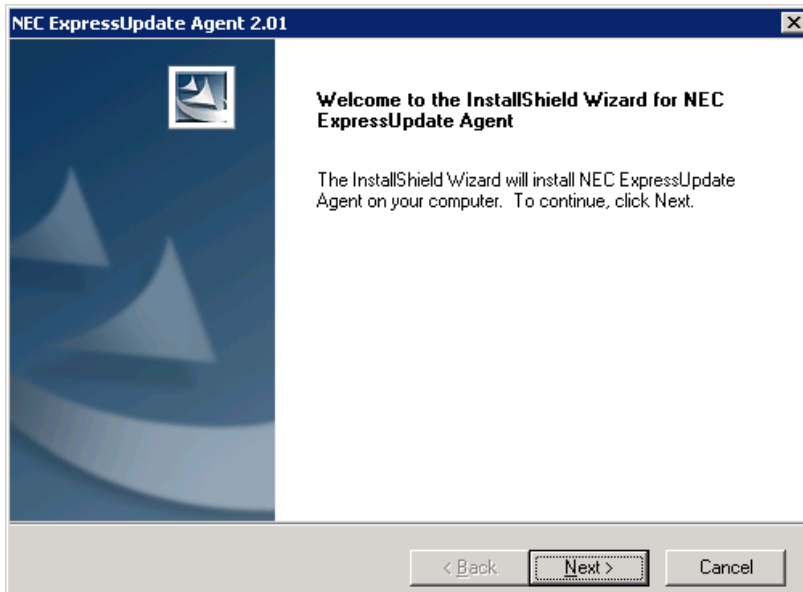 NEC ExpressUpdate Agent 2.01
Welcome to the InstallShield Wizard for NEC
ExpressUpdate Agent
The InstallShield Wizard will install NEC ExpressUpdate
Agent on your computer.  To continue, click Next.
< Back
Next >
Cancel